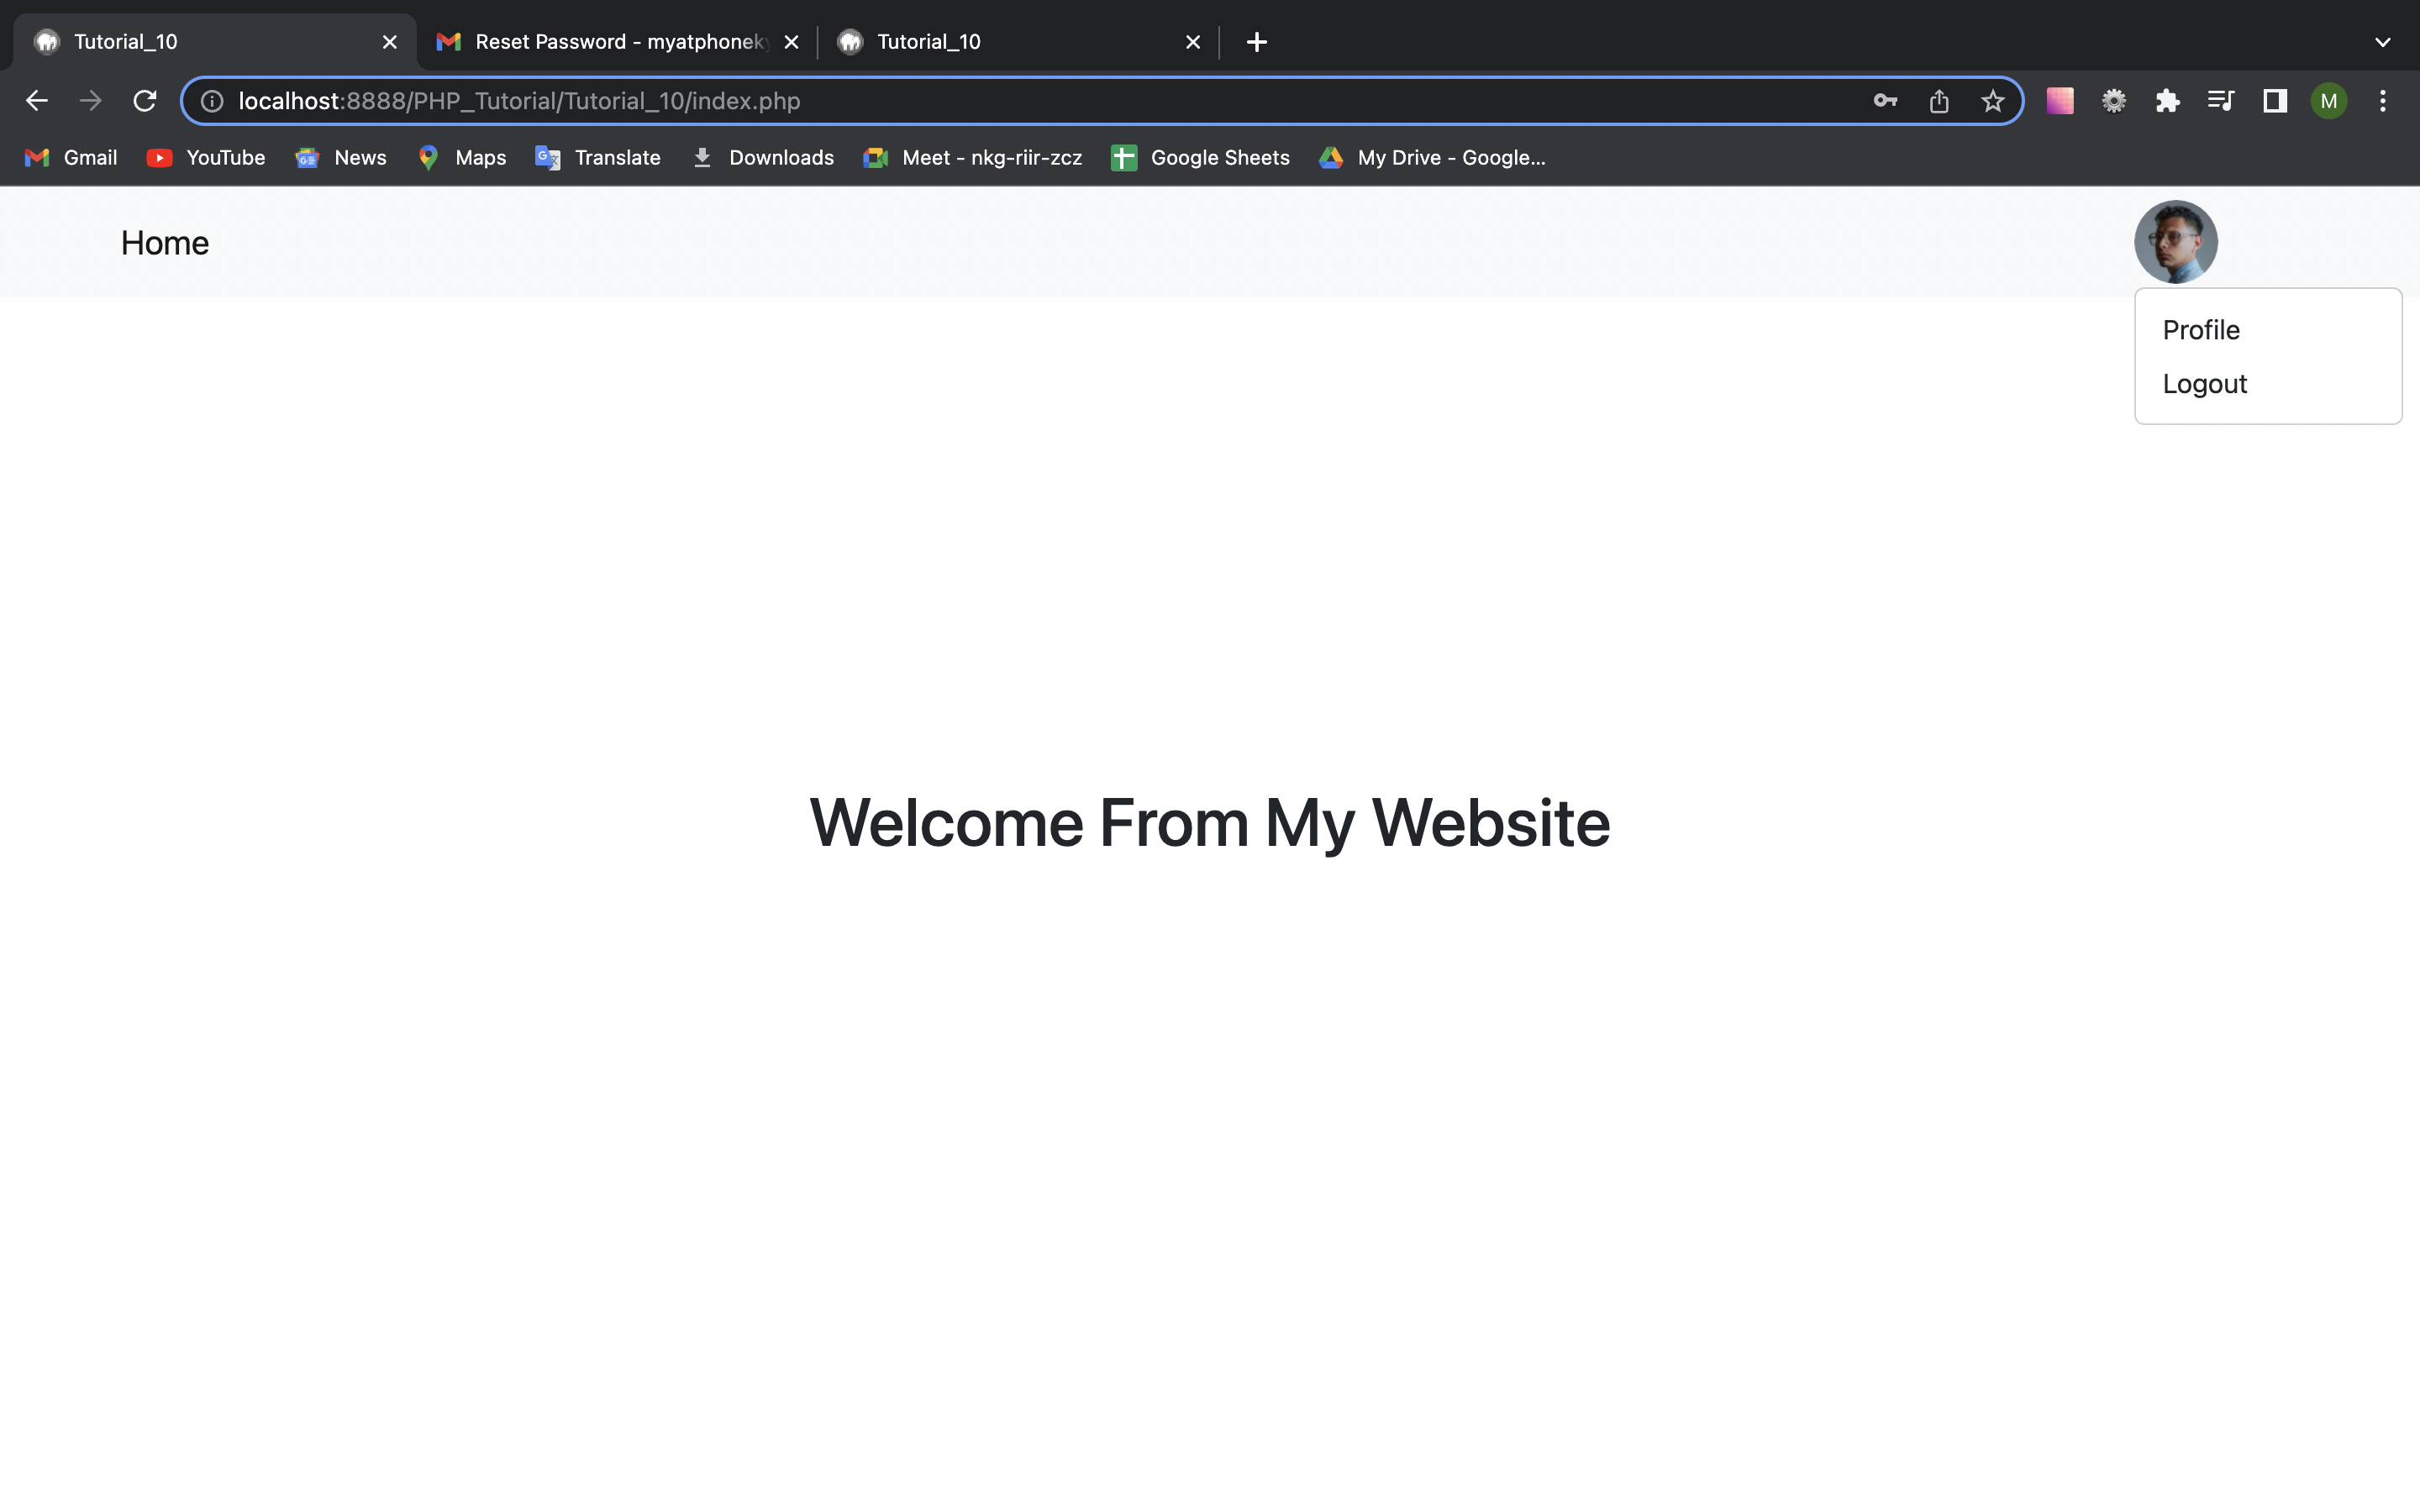 Tutorial_10
Reset Password - myatphoneky
Tutorial_10
localhost:8888/PHP_Tutorial/Tutorial_10/index.php
M
Gmail
YouTube
News
Maps
Translate
Downloads
Meet - nkg-riir-zcz
Google Sheets
My Drive - Google...
Home
Profile
Logout
Welcome From My Website